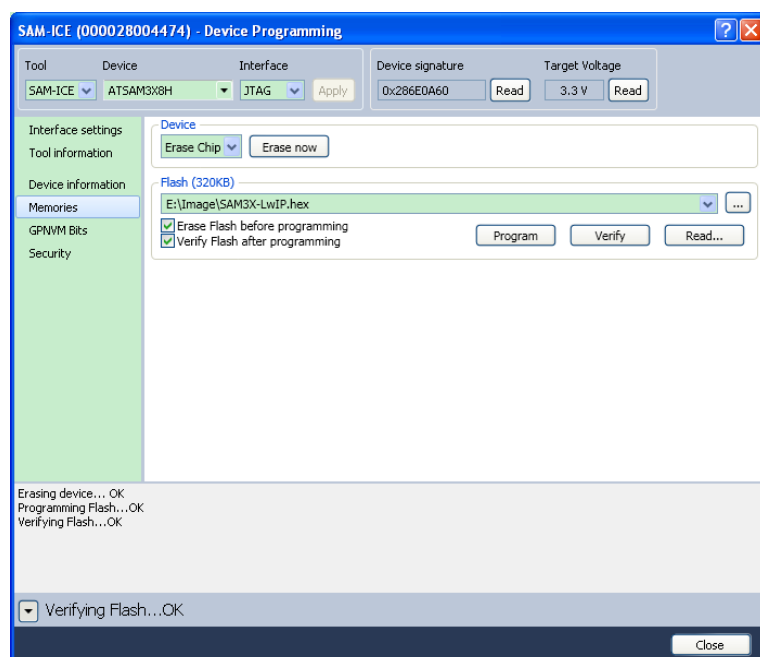 SAM-ICE (000028004474) - Device Programming
Tool Device Interface Device signature Target Voltage
SAM-ICE ATSAM3X8H JTAG Apply 0x286E0A60 Read 3.3 V Read
Interface settings
Tool information
Device information
Memories
GPNVM Bits
Security
Device
Erase Chip Erase now
Flash (320KB)
E:\Image\SAM3X-LwIP.hex ...
Erase Flash before programming
Verify Flash after programming
Program Verify Read...
Erasing device... OK
Programming Flash...OK
Verifying Flash...OK
Verifying Flash...OK
Close